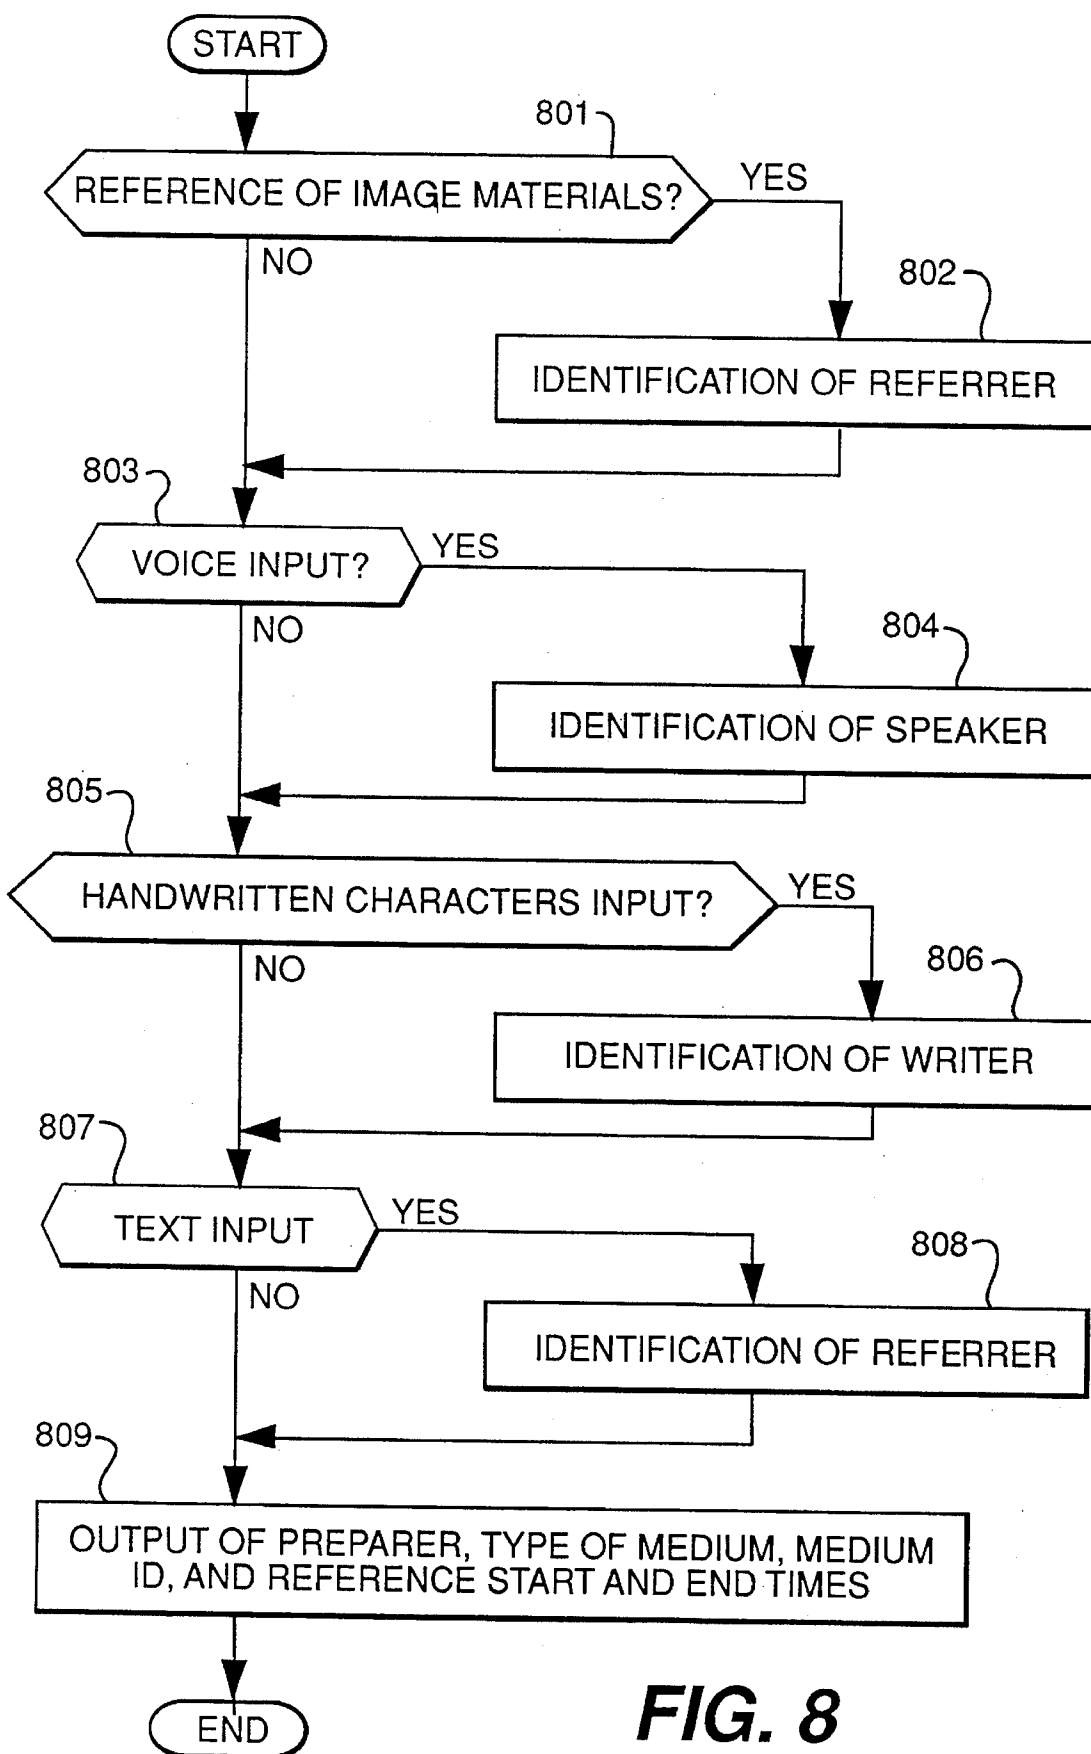 START
801
REFERENCE OF IMAGE MATERIALS?
YES
NO
802
IDENTIFICATION OF REFERRER
803
VOICE INPUT?
YES
NO
804
IDENTIFICATION OF SPEAKER
805
HANDWRITTEN CHARACTERS INPUT?
YES
NO
806
IDENTIFICATION OF WRITER
807
TEXT INPUT
YES
NO
808
IDENTIFICATION OF REFERRER
809
OUTPUT OF PREPARER, TYPE OF MEDIUM, MEDIUM
ID, AND REFERENCE START AND END TIMES
END
FIG. 8